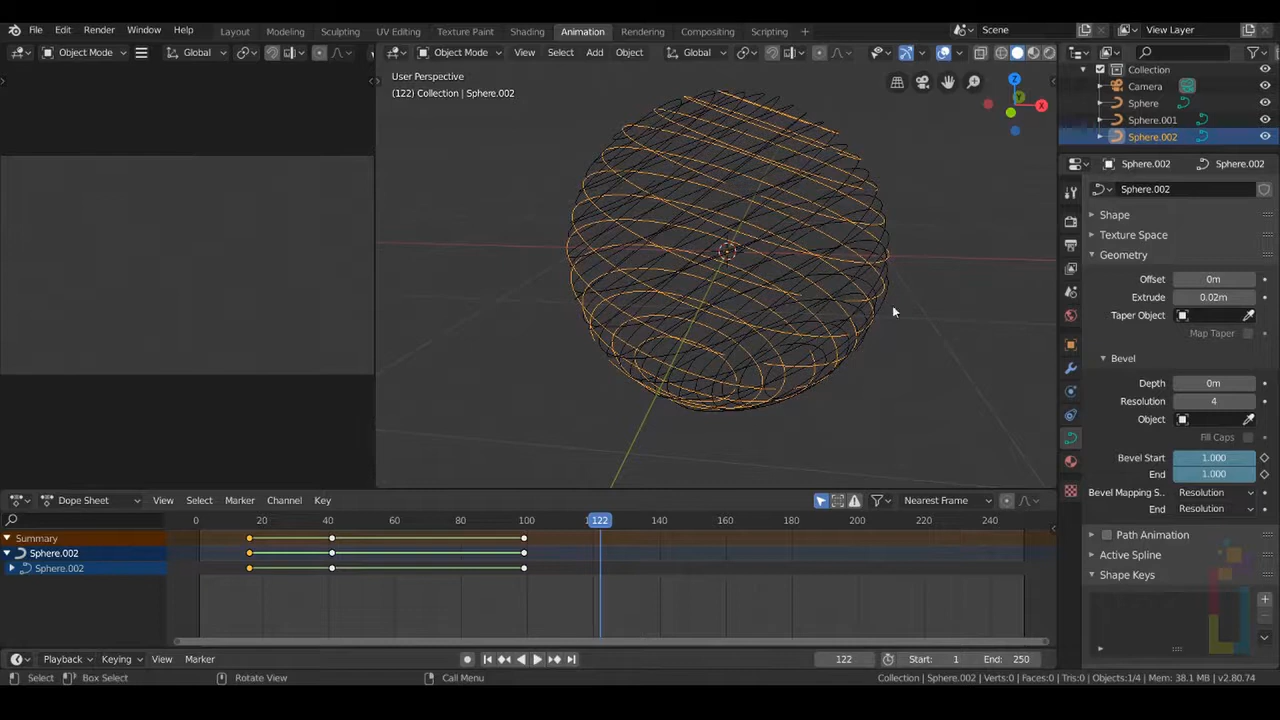 File Edit Render Window Help Layout Modeling Sculpting UV Editing Texture Paint Shading Animation Rendering Compositing Scripting + Scene View Layer
Object Mode Global Object Mode View Select Add Object Global
User Perspective
(122) Collection | Sphere.002
Z
Y
X
Collection
Camera
Sphere
Sphere.001
Sphere.002
Sphere.002 Sphere.002
Sphere.002
Shape
Texture Space
Geometry
Offset 0m
Extrude 0.02m
Taper Object
Map Taper
Bevel
Depth 0m
Resolution 4
Object
Fill Caps
Bevel Start 1.000
End 1.000
Bevel Mapping S.. Resolution
End Resolution
Path Animation
Active Spline
Shape Keys
Dope Sheet View Select Marker Channel Key Nearest Frame
0 20 40 60 80 100 122 140 160 180 200 220 240
Summary
Sphere.002
Sphere.002
Playback Keying View Marker 122 Start: 1 End: 250
Select Box Select Rotate View Call Menu Collection | Sphere.002 | Verts:0 | Faces:0 | Tris:0 | Objects:1/4 | Mem: 38.1 MB | v2.80.74